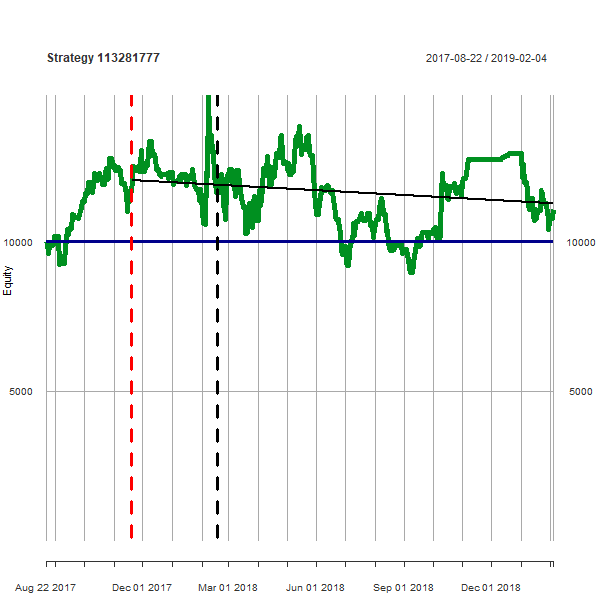 Strategy 113281777
2017-08-22 / 2019-02-04
10000
10000
Equity
5000
5000
Aug 22 2017
Dec 01 2017
Mar 01 2018
Jun 01 2018
Sep 01 2018
Dec 01 2018